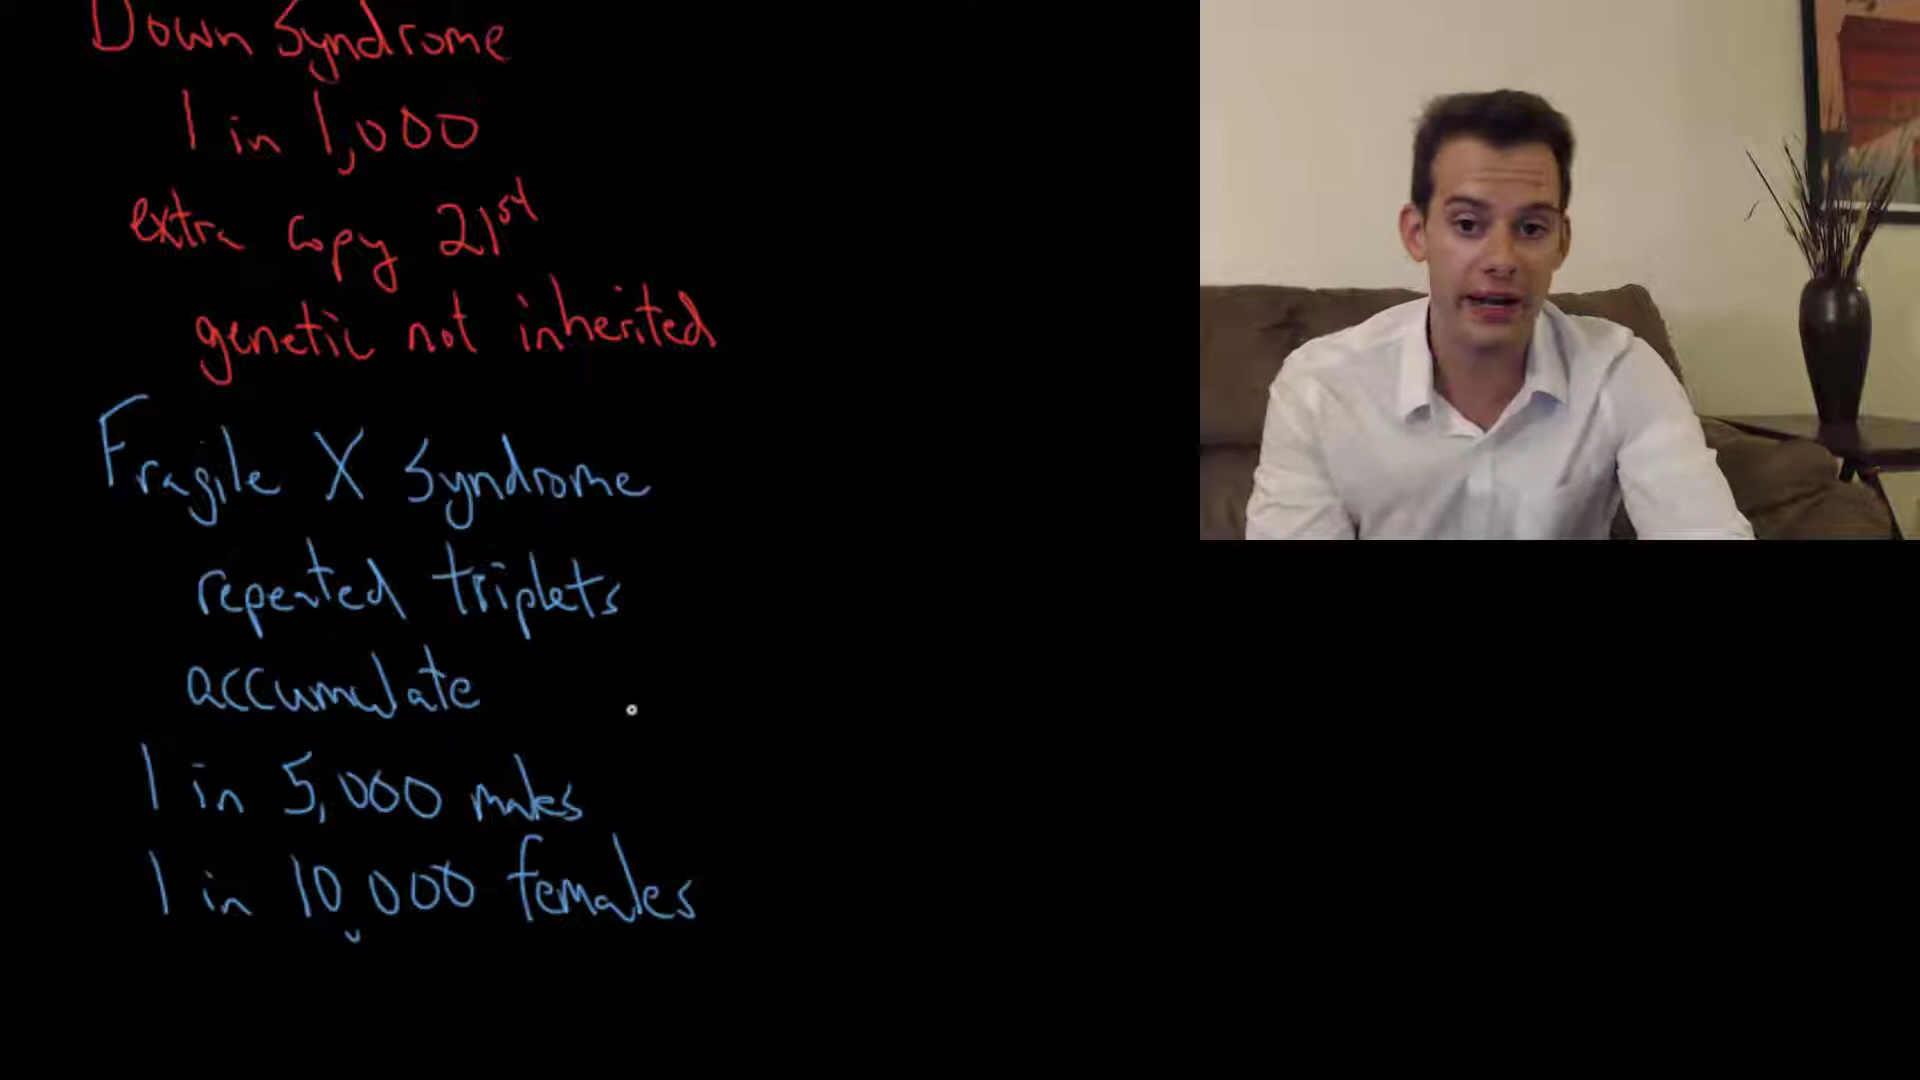 Down Syndrome
1 in 1,000
extra copy 21st
genetic not inherited
Fragile X Syndrome
repeated triplets
accumulate
1 in 5,000 males
1 in 10,000 females